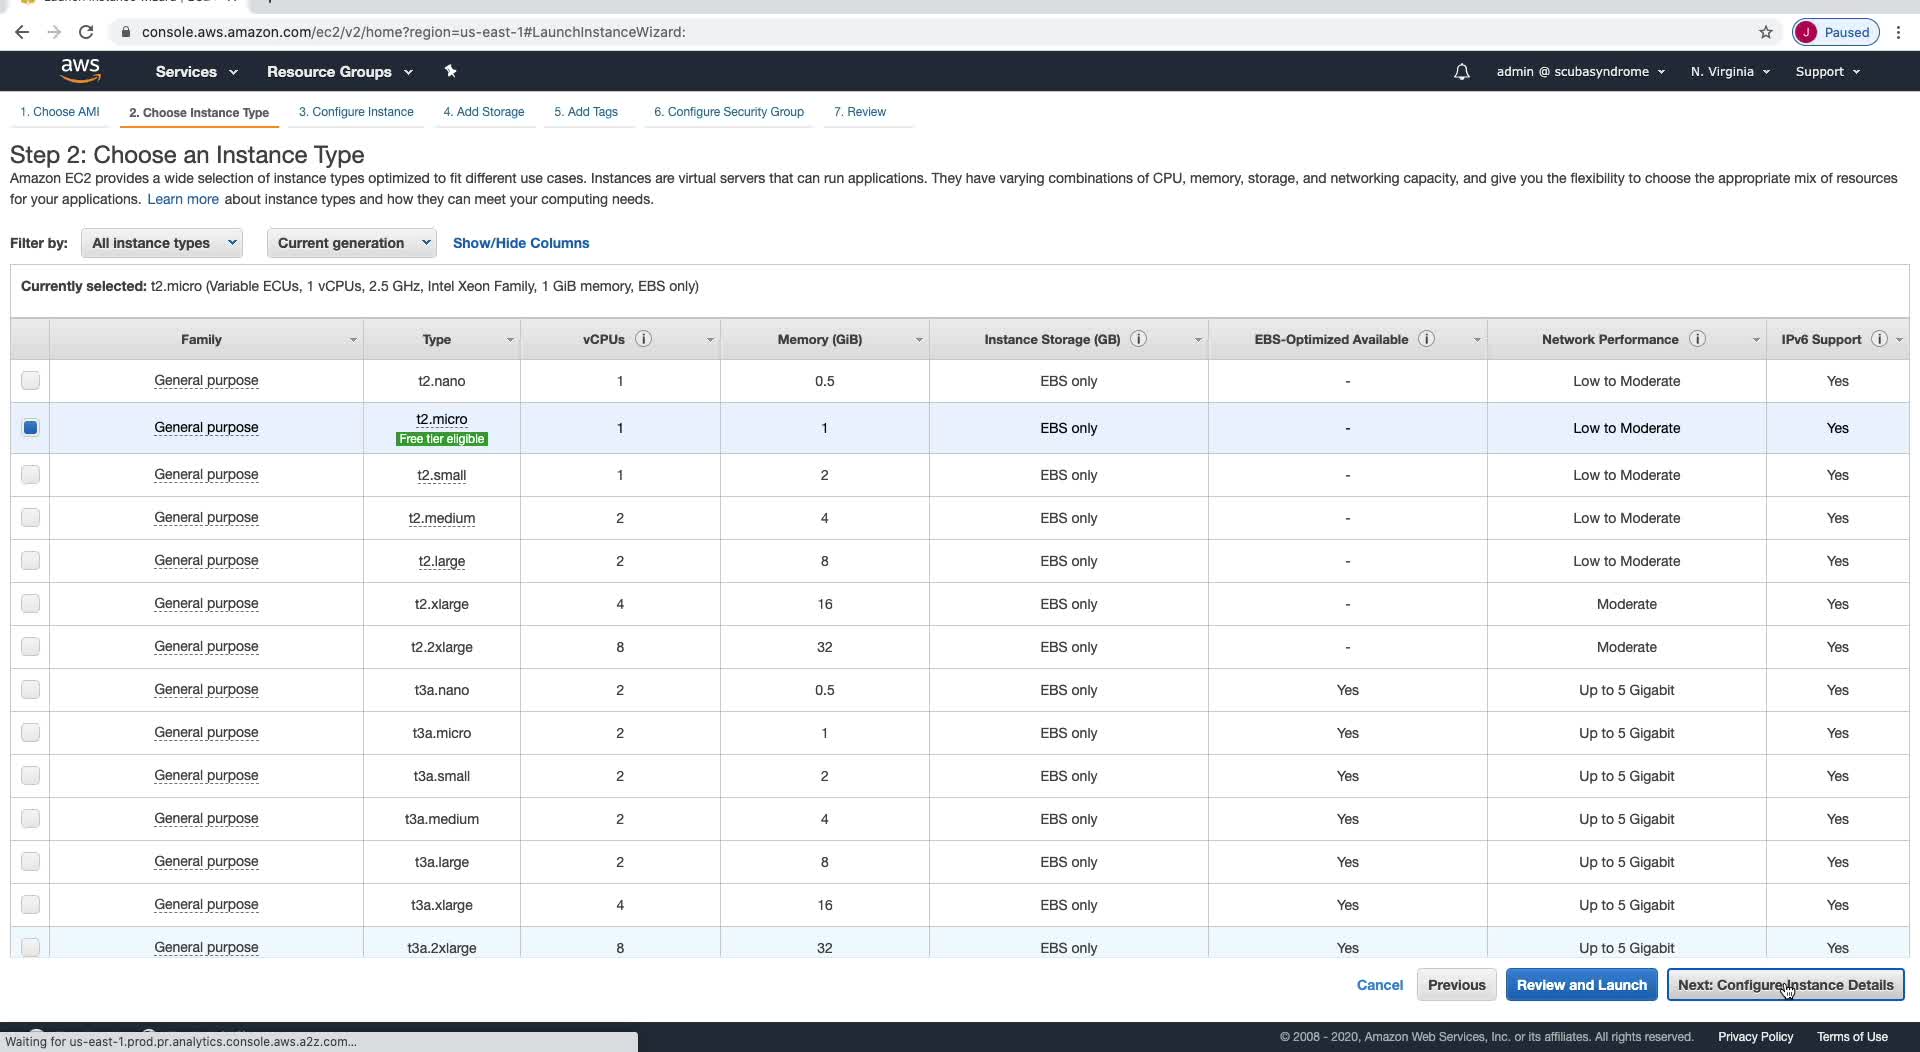 console.aws.amazon.com/ec2/v2/home?region=us-east-1#LaunchInstanceWizard:
J Paused
aws Services Resource Groups admin @ scubasyndrome N. Virginia Support
1. Choose AMI 2. Choose Instance Type 3. Configure Instance 4. Add Storage 5. Add Tags 6. Configure Security Group 7. Review
Step 2: Choose an Instance Type
Amazon EC2 provides a wide selection of instance types optimized to fit different use cases. Instances are virtual servers that can run applications. They have varying combinations of CPU, memory, storage, and networking capacity, and give you the flexibility to choose the appropriate mix of resources
for your applications. Learn more about instance types and how they can meet your computing needs.
Filter by: All instance types Current generation Show/Hide Columns
Currently selected: t2.micro (Variable ECUs, 1 vCPUs, 2.5 GHz, Intel Xeon Family, 1 GiB memory, EBS only)
Family Type vCPUs i Memory (GiB) Instance Storage (GB) i EBS-Optimized Available i Network Performance i IPv6 Support i
General purpose t2.nano 1 0.5 EBS only - Low to Moderate Yes
General purpose t2.micro 1 1 EBS only - Low to Moderate Yes
Free tier eligible
General purpose t2.small 1 2 EBS only - Low to Moderate Yes
General purpose t2.medium 2 4 EBS only - Low to Moderate Yes
General purpose t2.large 2 8 EBS only - Low to Moderate Yes
General purpose t2.xlarge 4 16 EBS only - Moderate Yes
General purpose t2.2xlarge 8 32 EBS only - Moderate Yes
General purpose t3a.nano 2 0.5 EBS only Yes Up to 5 Gigabit Yes
General purpose t3a.micro 2 1 EBS only Yes Up to 5 Gigabit Yes
General purpose t3a.small 2 2 EBS only Yes Up to 5 Gigabit Yes
General purpose t3a.medium 2 4 EBS only Yes Up to 5 Gigabit Yes
General purpose t3a.large 2 8 EBS only Yes Up to 5 Gigabit Yes
General purpose t3a.xlarge 4 16 EBS only Yes Up to 5 Gigabit Yes
General purpose t3a.2xlarge 8 32 EBS only Yes Up to 5 Gigabit Yes
Cancel Previous Review and Launch Next: Configure Instance Details
© 2008 - 2020, Amazon Web Services, Inc. or its affiliates. All rights reserved. Privacy Policy Terms of Use
Waiting for us-east-1.prod.pr.analytics.console.aws.a2z.com...